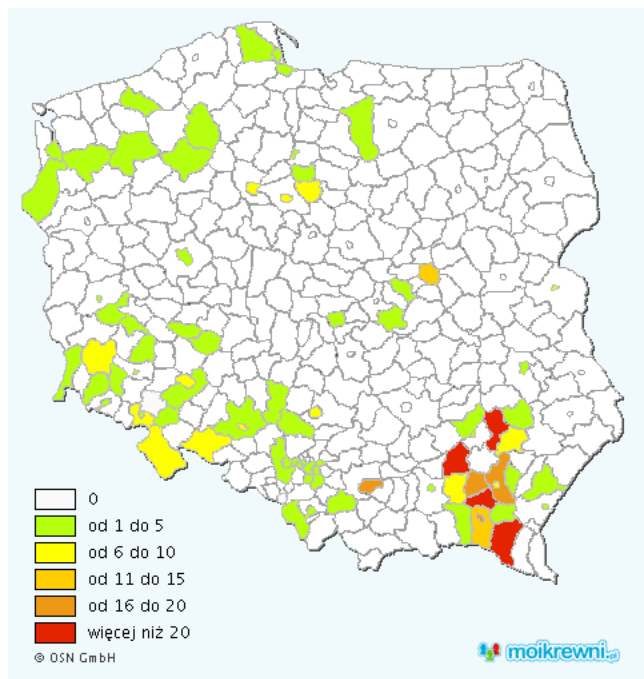 0
od 1 do 5
od 6 do 10
od 11 do 15
od 16 do 20
więcej niż 20
© OSN GmbH
moikrewni.pl